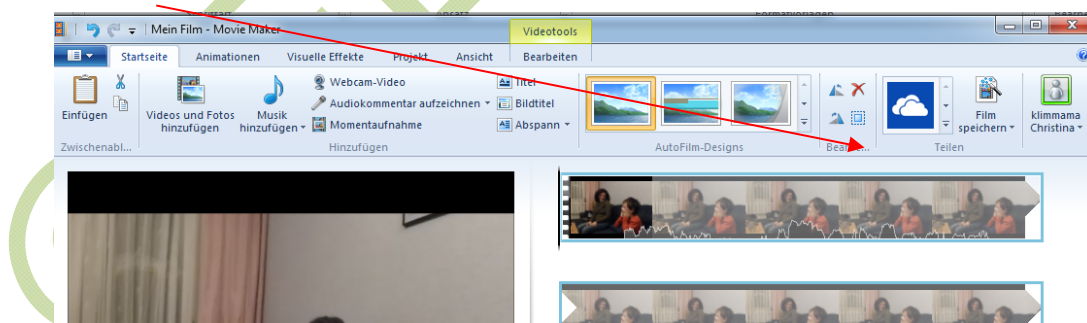 Mein Film - Movie Maker
Videotools
Startseite Animationen Visuelle Effekte Projekt Ansicht Bearbeiten
Einfügen
Videos und Fotos hinzufügen
Musik hinzufügen
Webcam-Video
Audiokommentar aufzeichnen
Momentaufnahme
Titel
Bildtitel
Abspann
Film speichern
klimmama Christina
Zwischenabl...
Hinzufügen
AutoFilm-Designs
Bearbe...
Teilen